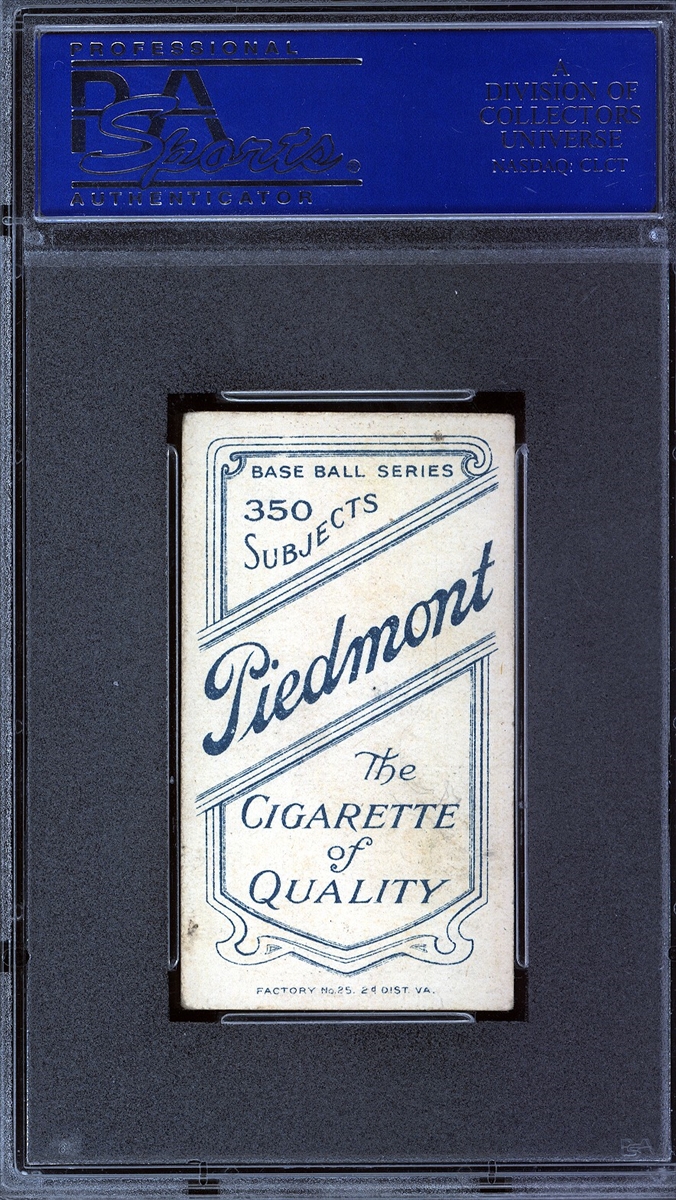 PROFESSIONAL
PSA
Sports
AUTHENTICATOR
A
DIVISION OF
COLLECTORS
UNIVERSE
NASDAQ: CLCT
BASE BALL SERIES
350
SUBJECTS
Piedmont
The
CIGARETTE
of
QUALITY
FACTORY No. 25. 2d DIST. VA.
PSA